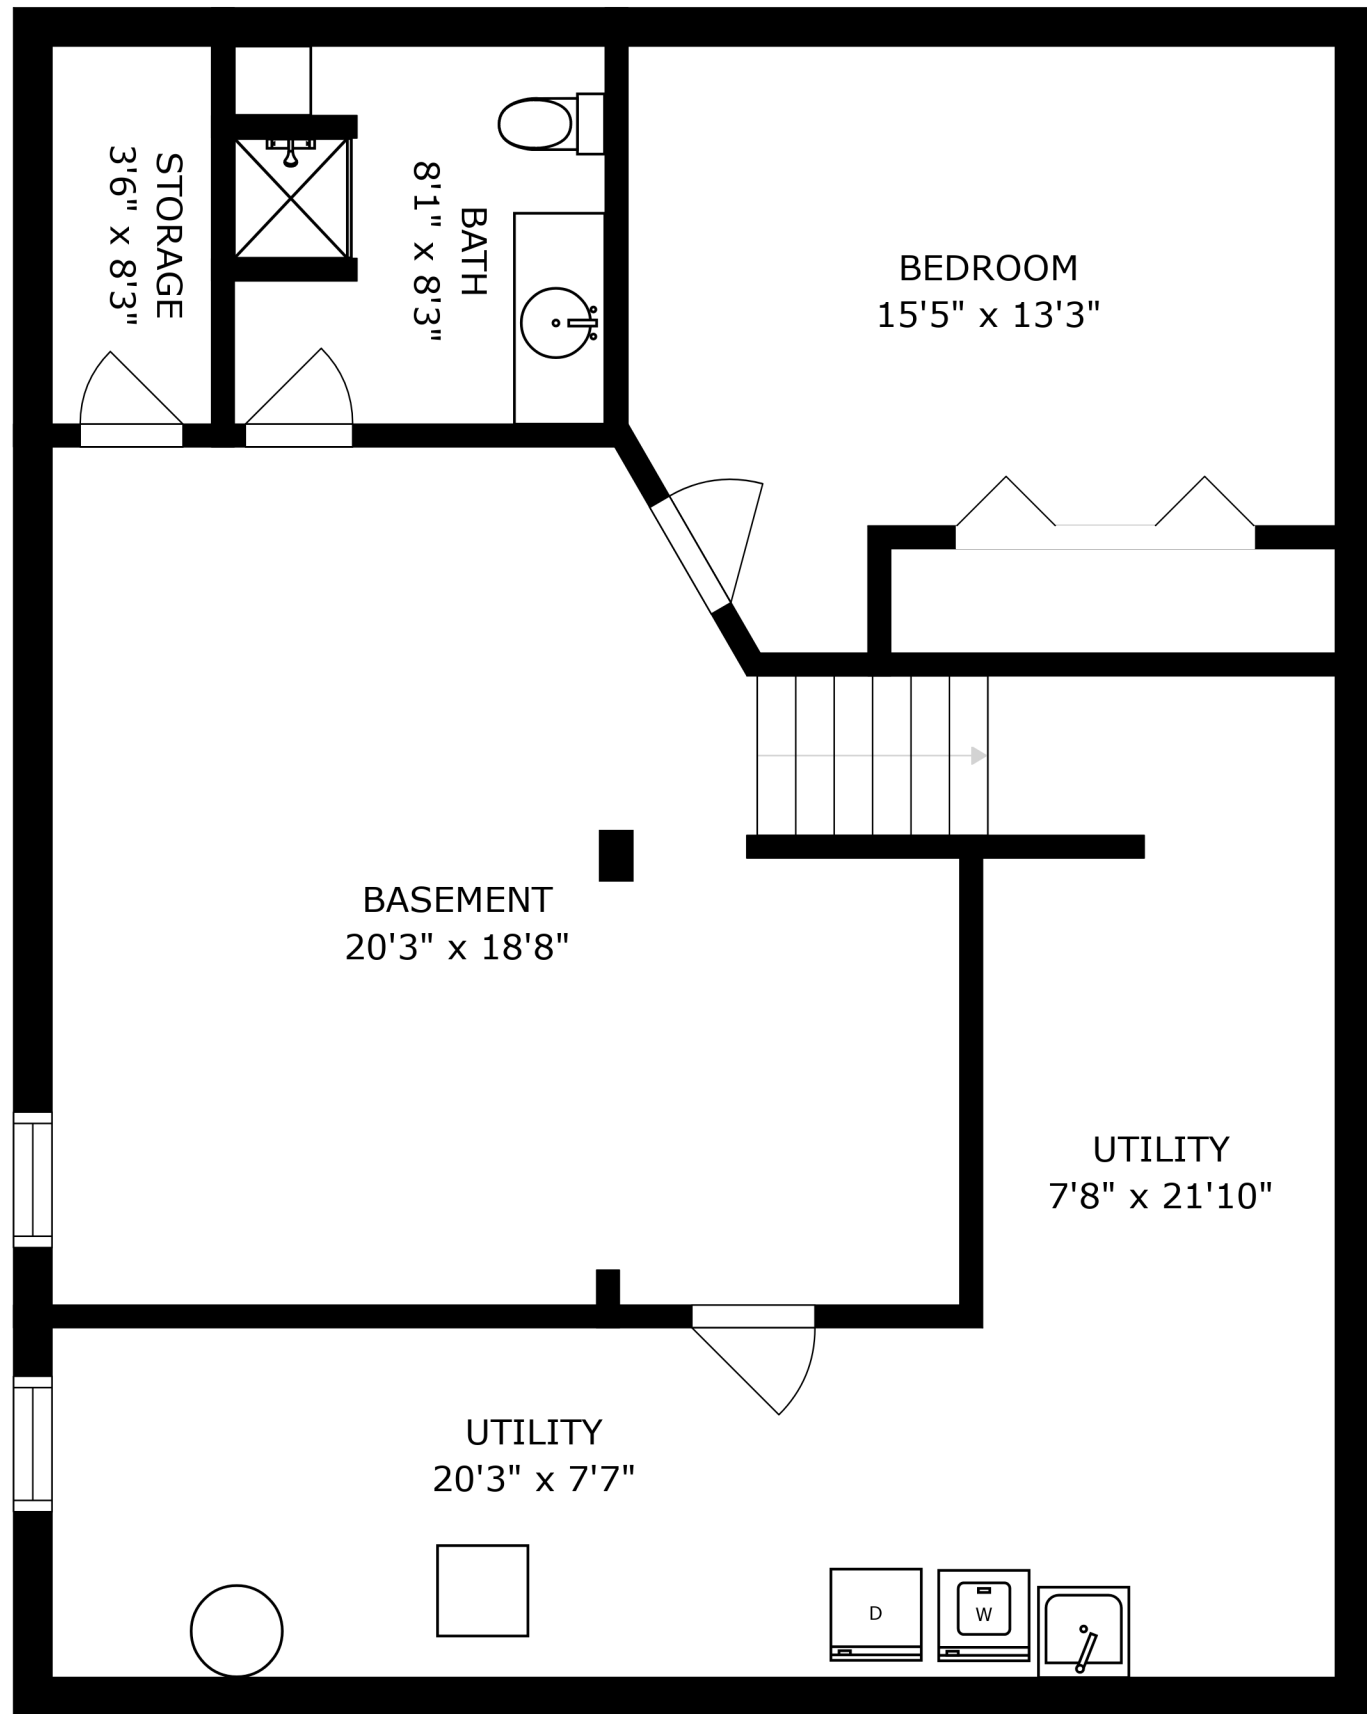 STORAGE
3'6" x 8'3"
BATH
8'1" x 8'3"
BEDROOM
15'5" x 13'3"
BASEMENT
20'3" x 18'8"
UTILITY
7'8" x 21'10"
UTILITY
20'3" x 7'7"
D
W